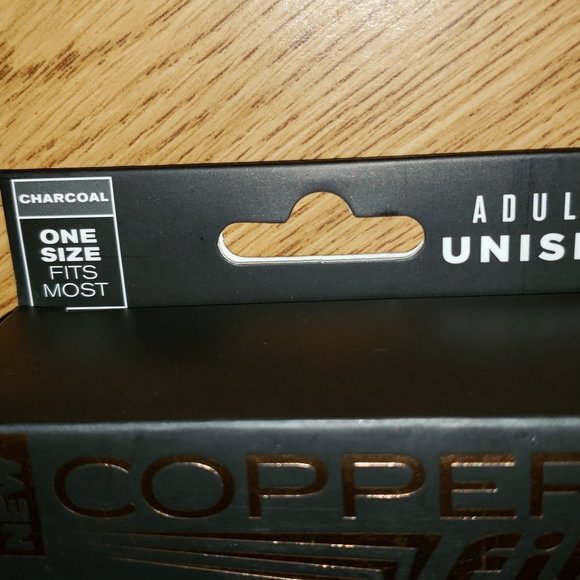 CHARCOAL
ONE
SIZE
FITS
MOST
ADUL
UNIS
NEW
COPPER